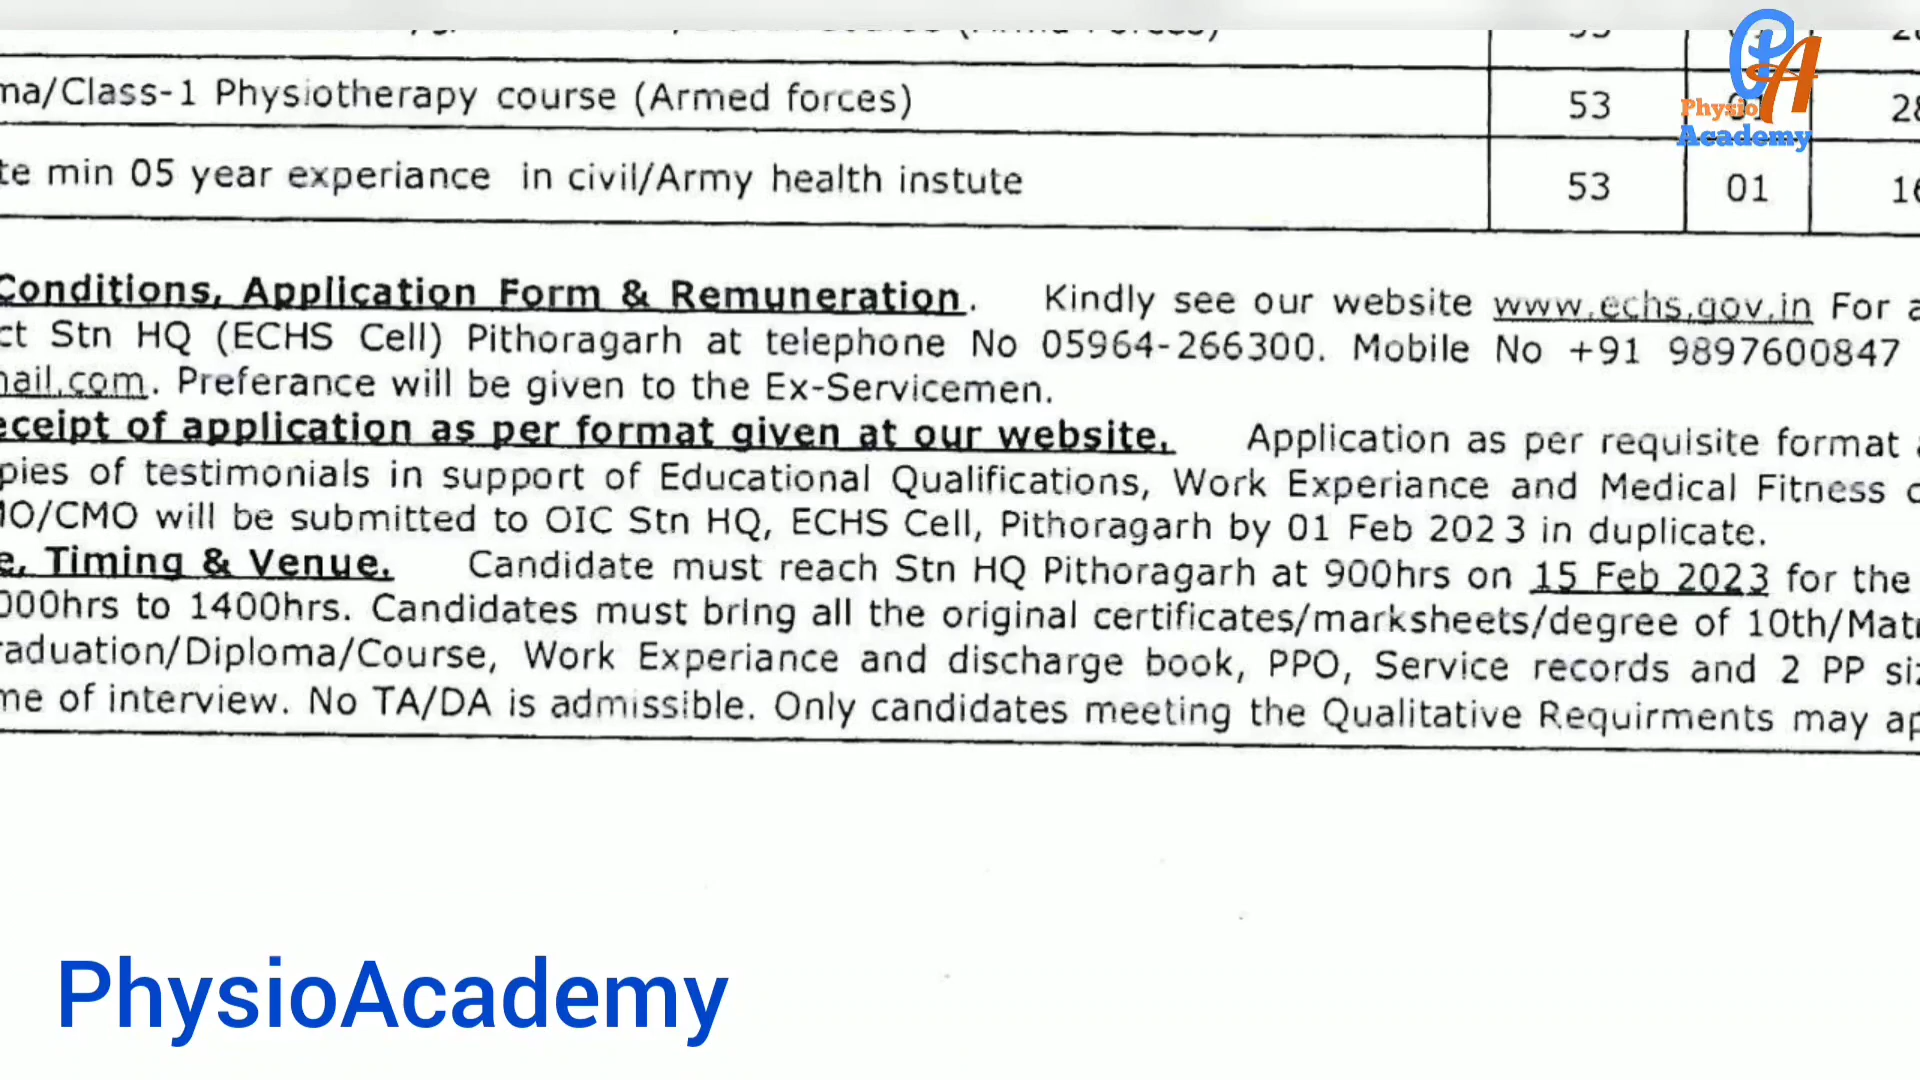 ma/Class-1 Physiotherapy course (Armed forces) 53 28
te min 05 year experiance in civil/Army health instute 53 01 16
Conditions, Application Form & Remuneration. Kindly see our website www.echs.gov.in For a
ct Stn HQ (ECHS Cell) Pithoragarh at telephone No 05964-266300. Mobile No +91 9897600847
nail.com. Preferance will be given to the Ex-Servicemen.
eceipt of application as per format given at our website. Application as per requisite format a
pies of testimonials in support of Educational Qualifications, Work Experiance and Medical Fitness c
MO/CMO will be submitted to OIC Stn HQ, ECHS Cell, Pithoragarh by 01 Feb 2023 in duplicate.
e, Timing & Venue. Candidate must reach Stn HQ Pithoragarh at 900hrs on 15 Feb 2023 for the
000hrs to 1400hrs. Candidates must bring all the original certificates/marksheets/degree of 10th/Matr
raduation/Diploma/Course, Work Experiance and discharge book, PPO, Service records and 2 PP siz
me of interview. No TA/DA is admissible. Only candidates meeting the Qualitative Requirments may ap
Physio
Academy
PhysioAcademy